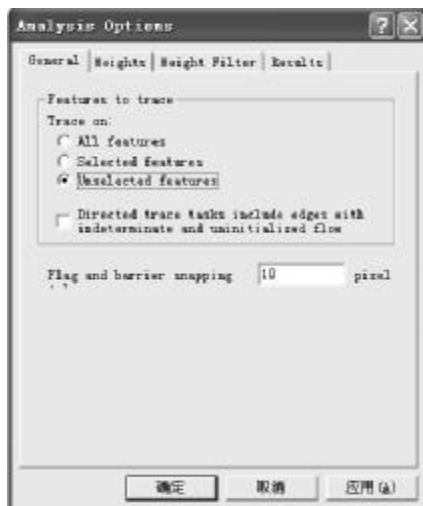 Analysis Options
General Weights Weight Filter Results
Features to trace
Trace on:
All features
Selected features
Unselected features
Directed trace tasks include edges with
indeterminate and uninitialized flow
Flag and barrier snapping 10 pixel
确定 取消 应用(A)